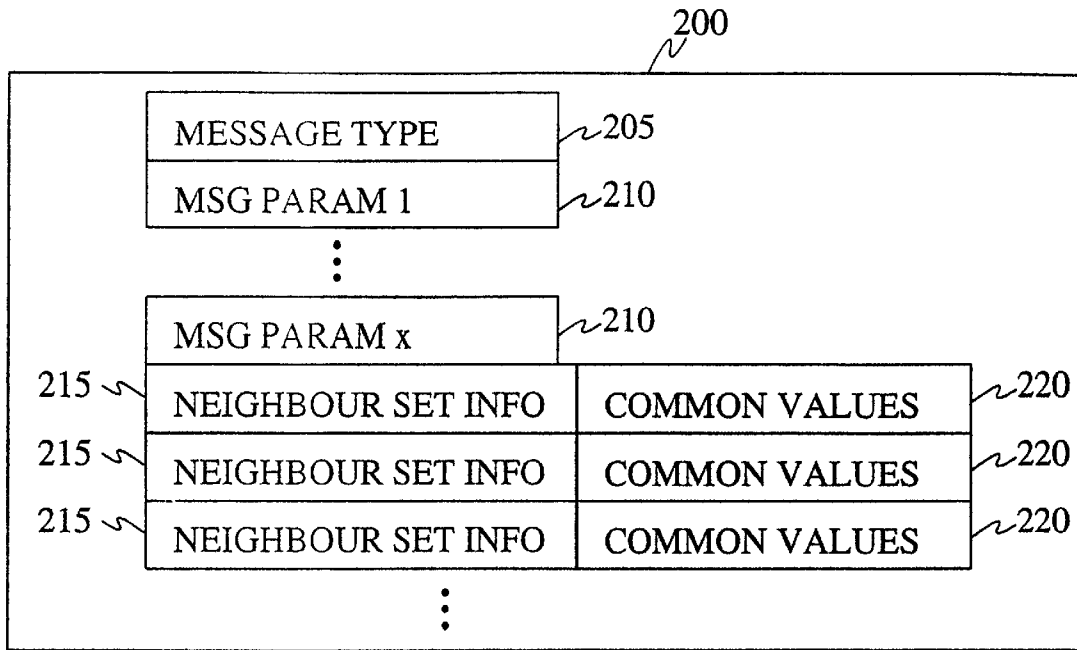 200
MESSAGE TYPE 205
MSG PARAM 1 210
MSG PARAM x 210
215 NEIGHBOUR SET INFO COMMON VALUES 220
215 NEIGHBOUR SET INFO COMMON VALUES 220
215 NEIGHBOUR SET INFO COMMON VALUES 220